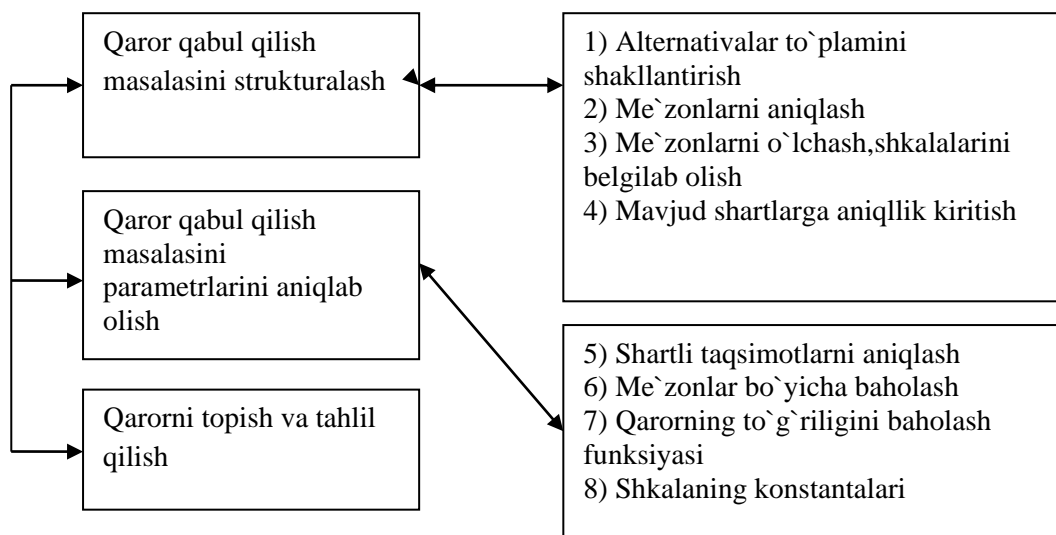 Qaror qabul qilish
masalasini strukturalash
1) Alternativalar to`plamini
shakllantirish
2) Me`zonlarni aniqlash
3) Me`zonlarni o`lchash,shkalalarini
belgilab olish
4) Mavjud shartlarga aniqllik kiritish
Qaror qabul qilish
masalasini
parametrlarini aniqlab
olish
5) Shartli taqsimotlarni aniqlash
6) Me`zonlar bo`yicha baholash
7) Qarorning to`g`riligini baholash
funksiyasi
8) Shkalaning konstantalari
Qarorni topish va tahlil
qilish